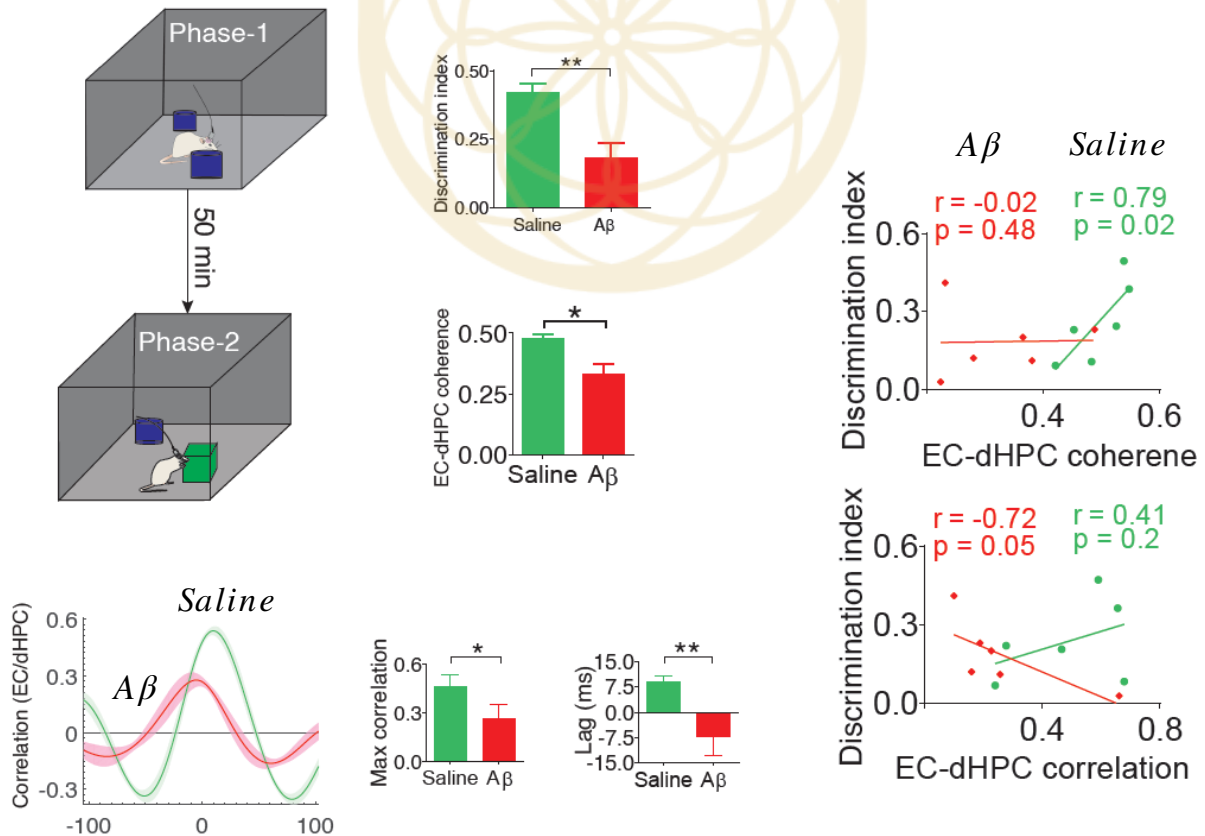 Phase-1
50 min
Phase-2
Discrimination index
0.50
0.25
0.00
**
Saline
Aβ
EC-dHPC coherence
0.50
0.25
0.00
*
Saline
Aβ
Aβ
Saline
r = -0.02
p = 0.48
r = 0.79
p = 0.02
Discrimination index
0.6
0.3
0.0
0.4
0.6
EC-dHPC coherene
r = -0.72
p = 0.05
r = 0.41
p = 0.2
Discrimination index
0.6
0.3
0.0
0.4
0.8
EC-dHPC correlation
Correlation (EC/dHPC)
0.6
0.3
0
-0.3
Saline
Aβ
-100
0
100
Max correlation
0.6
0.3
0.0
*
Saline
Aβ
Lag (ms)
15.0
7.5
0.0
-7.5
-15.0
**
Saline
Aβ